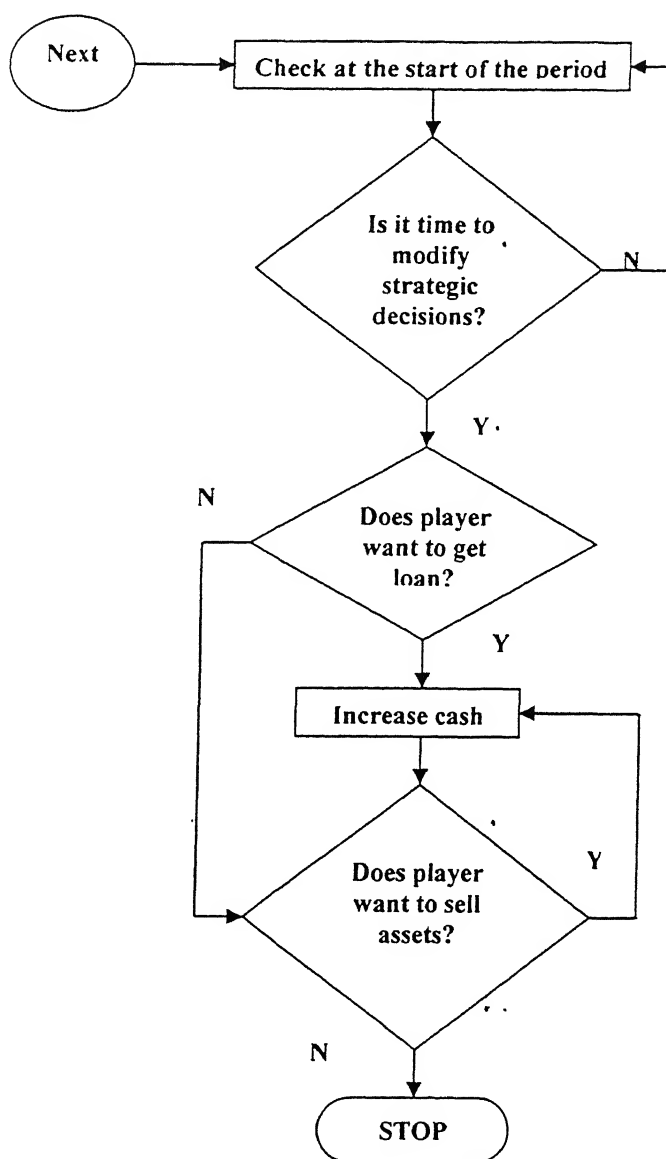 Next
Check at the start of the period
Is it time to
modify
strategic
decisions?
N
Y
N
Does player
want to get
loan?
Y
Increase cash
Does player
want to sell
assets?
Y
N
STOP